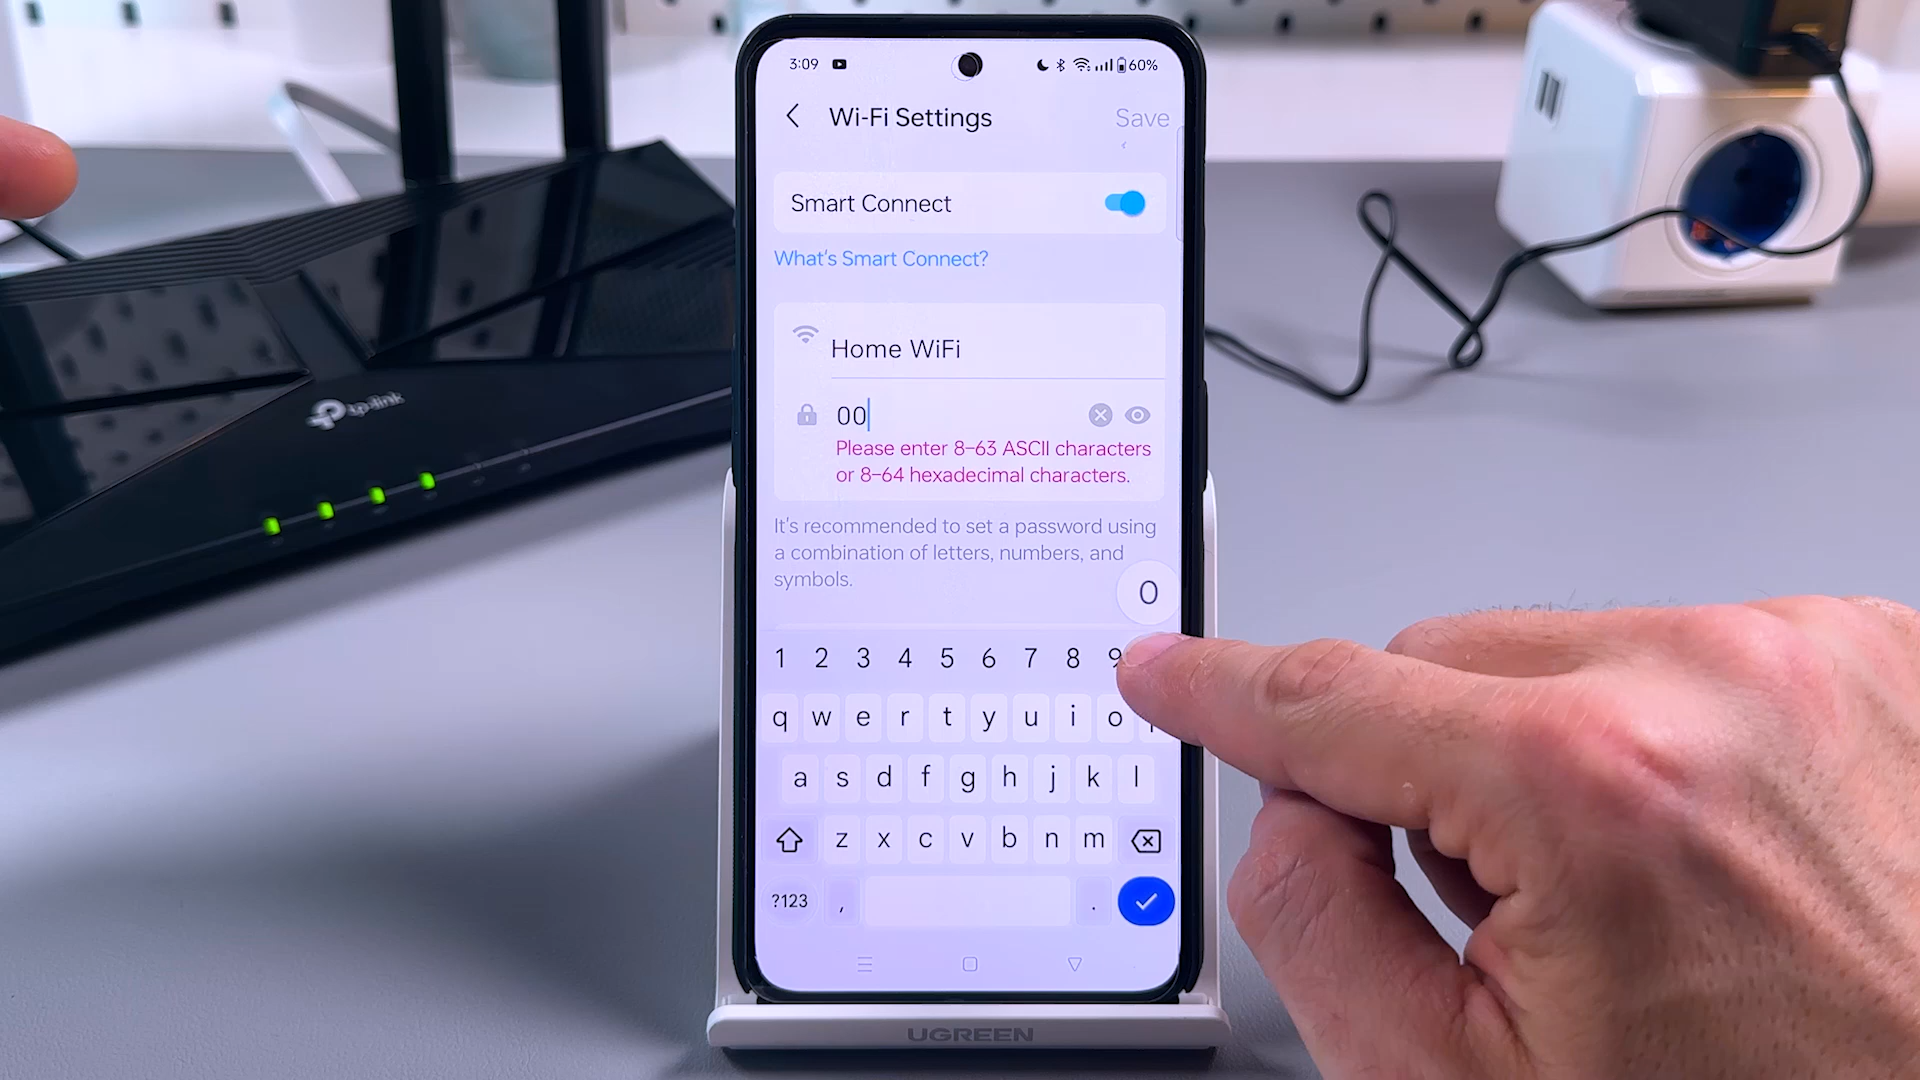 3:09
60%
Wi-Fi Settings
Save
Smart Connect
What's Smart Connect?
Home WiFi
00
Please enter 8-63 ASCII characters
or 8-64 hexadecimal characters.
It's recommended to set a password using
a combination of letters, numbers, and
symbols.
0
1 2 3 4 5 6 7 8 9
q w e r t y u i o
a s d f g h j k l
z x c v b n m
?123 , .
tp-link
UGREEN